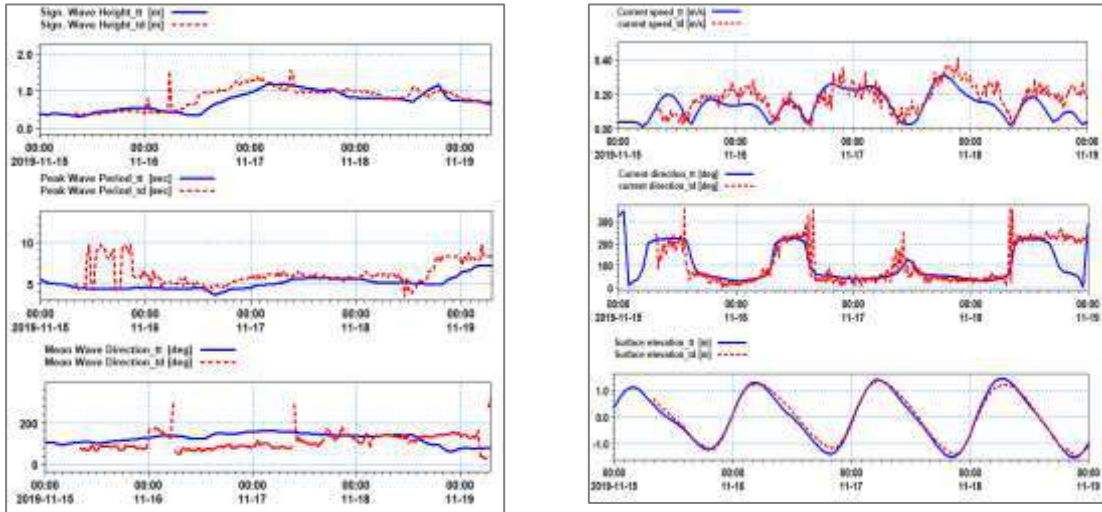 Sign. Wave Height_tt [m]
Sign. Wave Height_td [m]
2.0
1.0
0.0
00:00 00:00 00:00 00:00 00:00
2019-11-15 11-16 11-17 11-18 11-19
Peak Wave Period_tt [sec]
Peak Wave Period_td [sec]
10
5
00:00 00:00 00:00 00:00 00:00
2019-11-15 11-16 11-17 11-18 11-19
Mean Wave Direction_tt [deg]
Mean Wave Direction_td [deg]
200
0
00:00 00:00 00:00 00:00 00:00
2019-11-15 11-16 11-17 11-18 11-19
Current speed_tt [m/s]
current speed_td [m/s]
0.40
0.20
0.00
00:00 00:00 00:00 00:00 00:00
2019-11-15 11-16 11-17 11-18 11-19
Current direction_tt [deg]
current direction_td [deg]
300
200
100
0
00:00 00:00 00:00 00:00 00:00
2019-11-15 11-16 11-17 11-18 11-19
Surface elevation_tt [m]
Surface elevation_td [m]
1.0
0.0
-1.0
00:00 00:00 00:00 00:00 00:00
2019-11-15 11-16 11-17 11-18 11-19